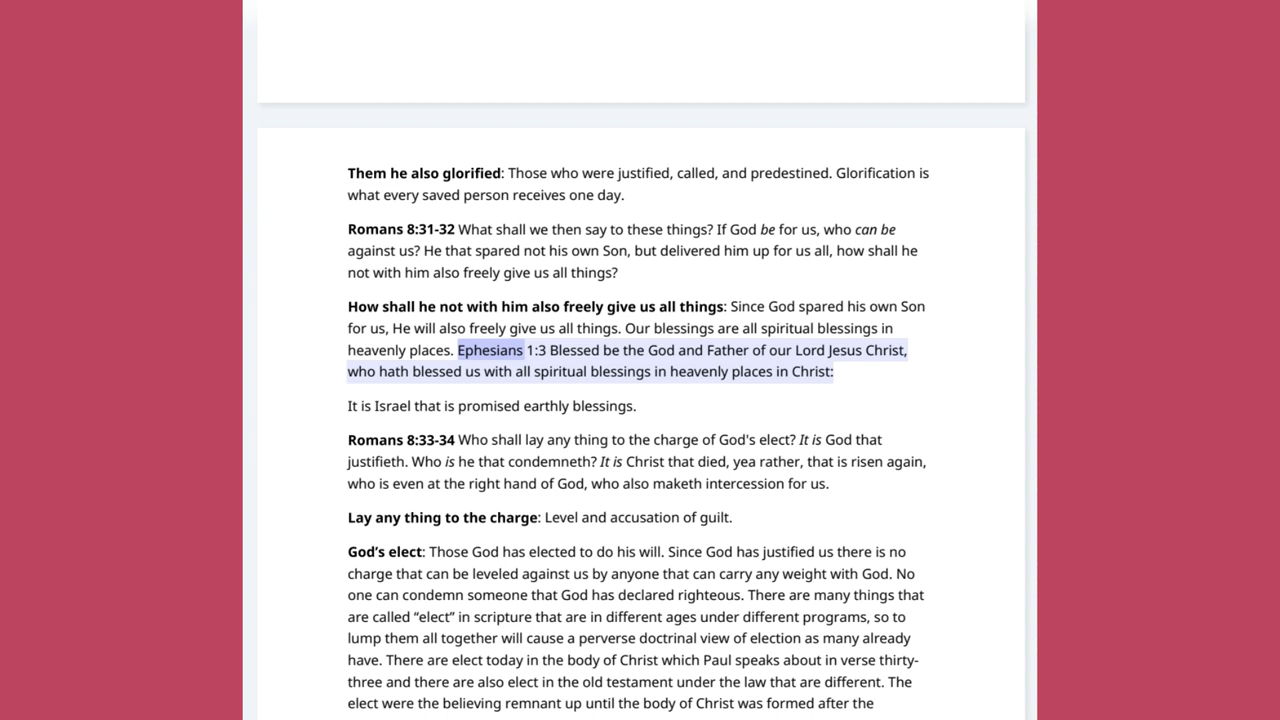 Them he also glorified: Those who were justified, called, and predestined. Glorification is
what every saved person receives one day.
Romans 8:31-32 What shall we then say to these things? If God be for us, who can be
against us? He that spared not his own Son, but delivered him up for us all, how shall he
not with him also freely give us all things?
How shall he not with him also freely give us all things: Since God spared his own Son
for us, He will also freely give us all things. Our blessings are all spiritual blessings in
heavenly places. Ephesians 1:3 Blessed be the God and Father of our Lord Jesus Christ,
who hath blessed us with all spiritual blessings in heavenly places in Christ:
It is Israel that is promised earthly blessings.
Romans 8:33-34 Who shall lay any thing to the charge of God's elect? It is God that
justifieth. Who is he that condemneth? It is Christ that died, yea rather, that is risen again,
who is even at the right hand of God, who also maketh intercession for us.
Lay any thing to the charge: Level and accusation of guilt.
God’s elect: Those God has elected to do his will. Since God has justified us there is no
charge that can be leveled against us by anyone that can carry any weight with God. No
one can condemn someone that God has declared righteous. There are many things that
are called “elect” in scripture that are in different ages under different programs, so to
lump them all together will cause a perverse doctrinal view of election as many already
have. There are elect today in the body of Christ which Paul speaks about in verse thirty-
three and there are also elect in the old testament under the law that are different. The
elect were the believing remnant up until the body of Christ was formed after the